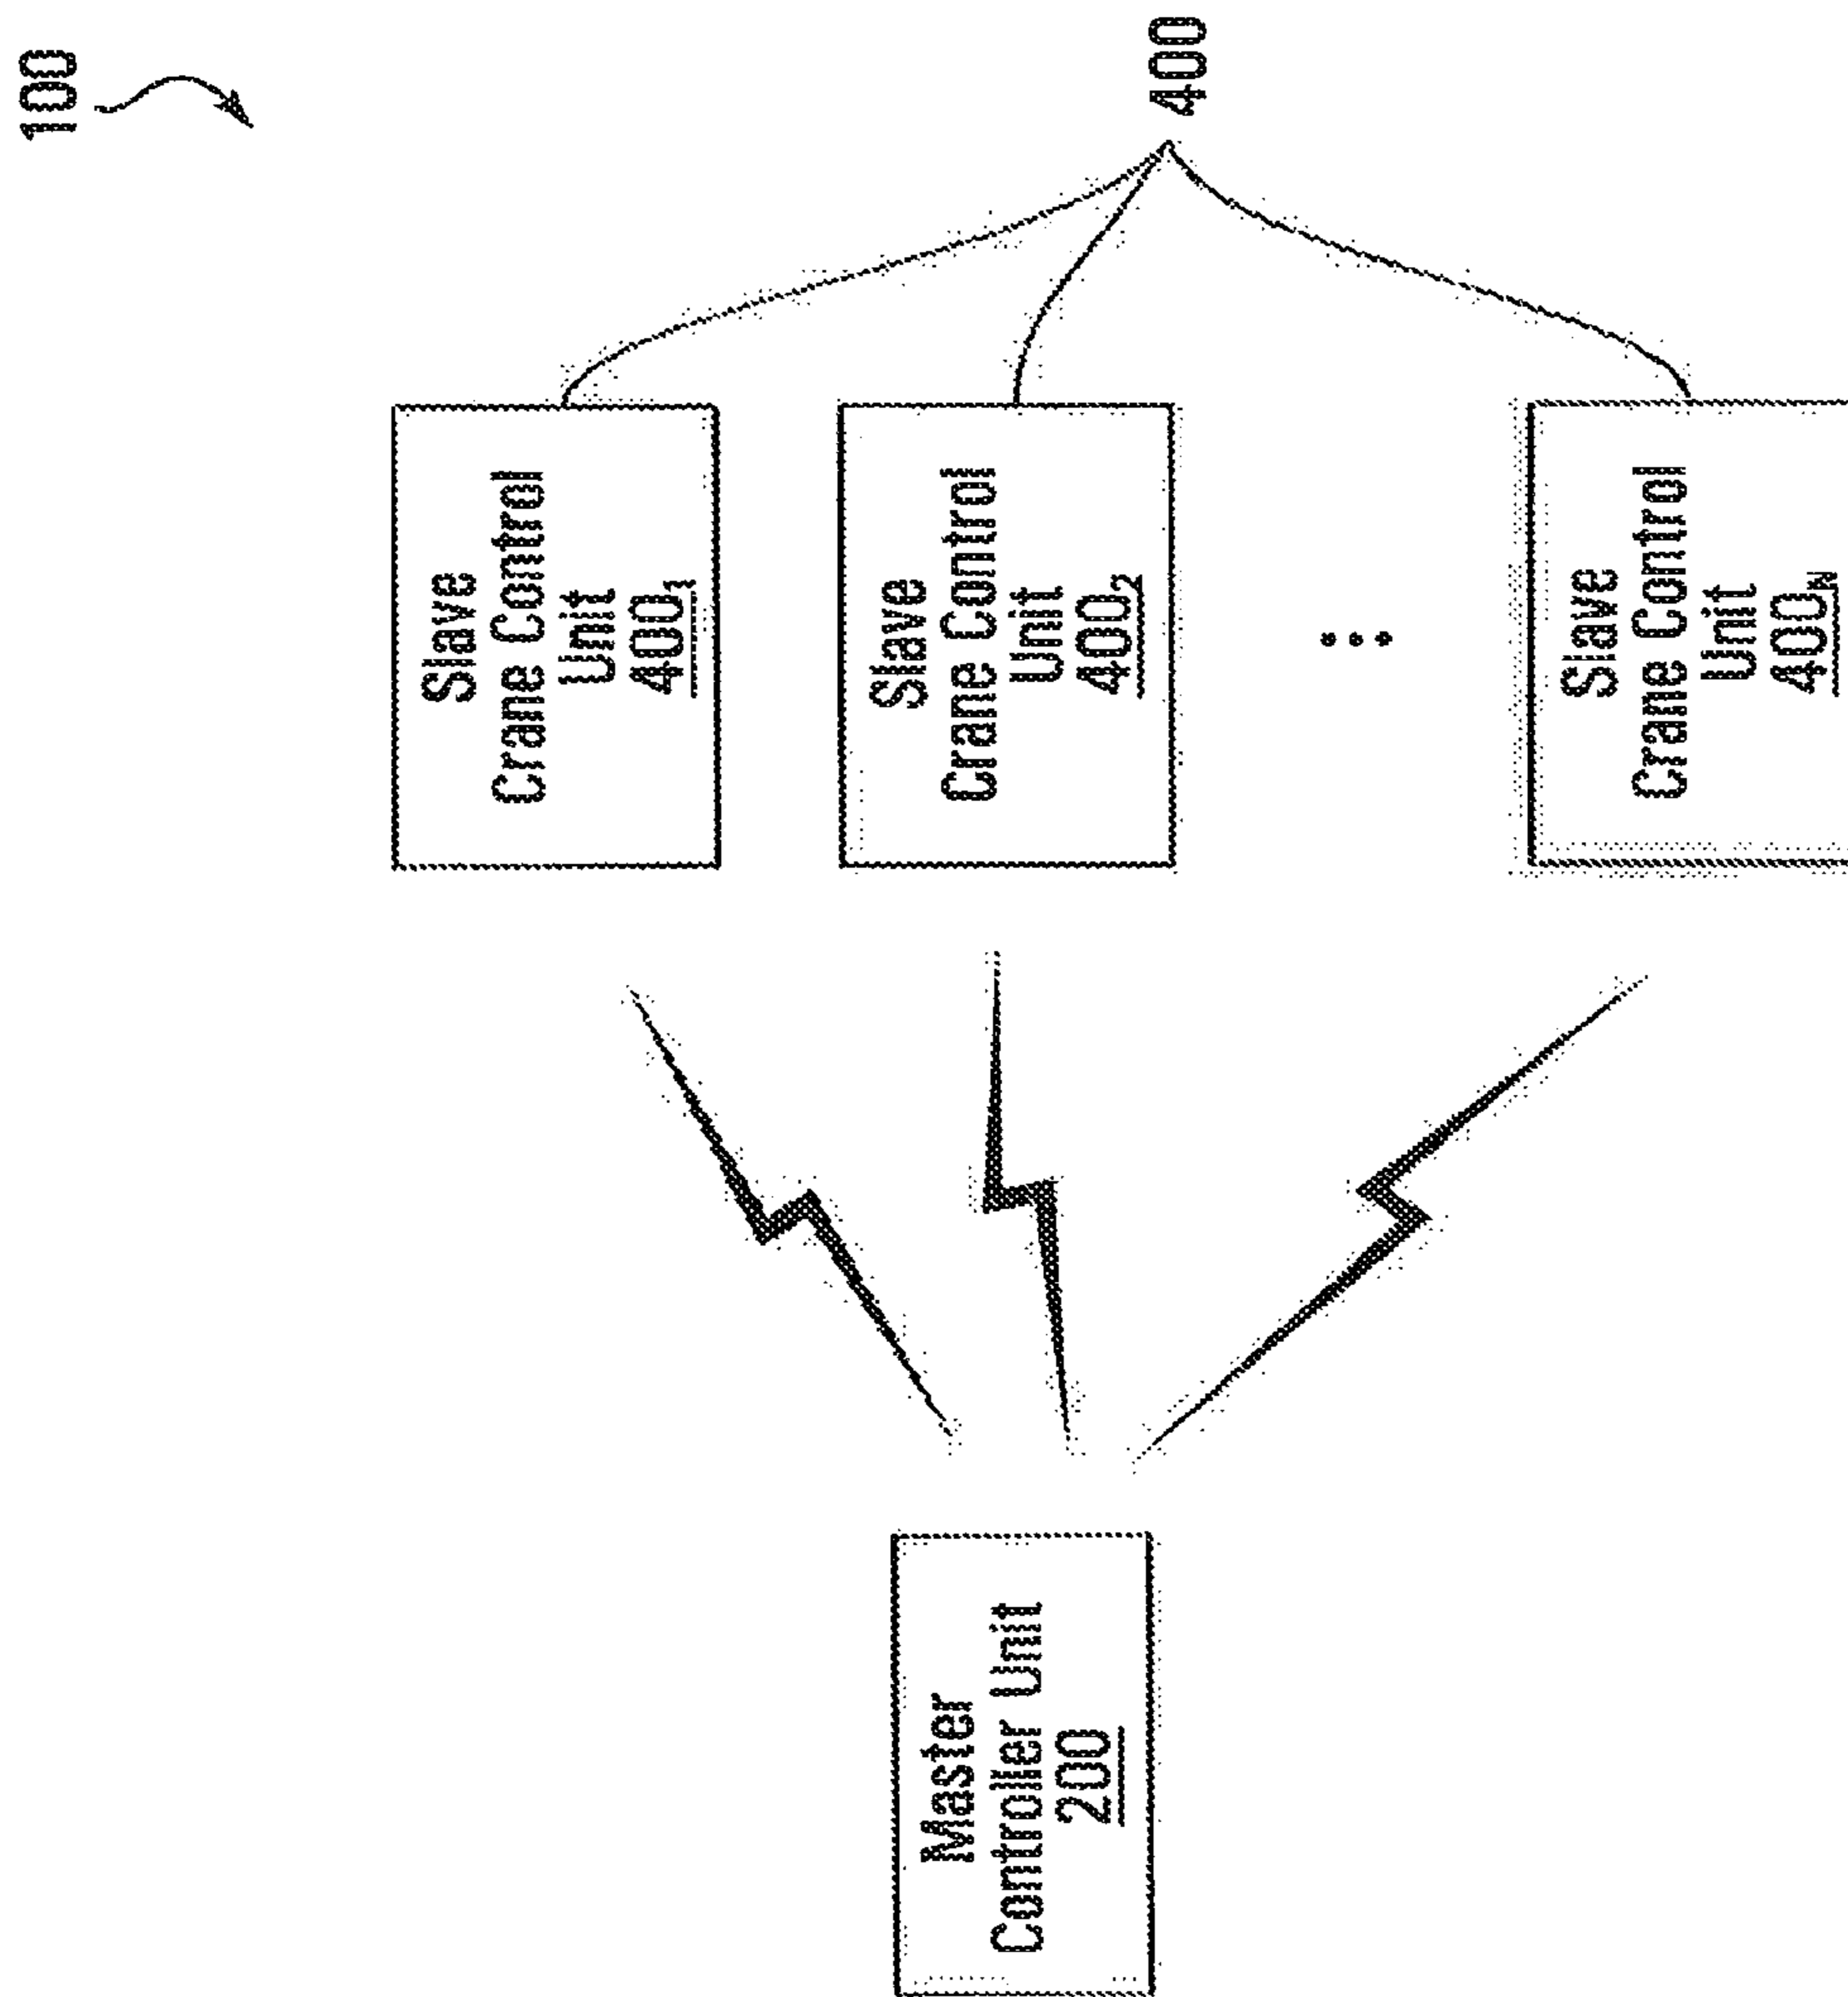 100
Slave
Crane Control
Unit
400₁
Slave
Crane Control
Unit
400₂
...
Slave
Crane Control
Unit
400N
400
Master
Controller Unit
200